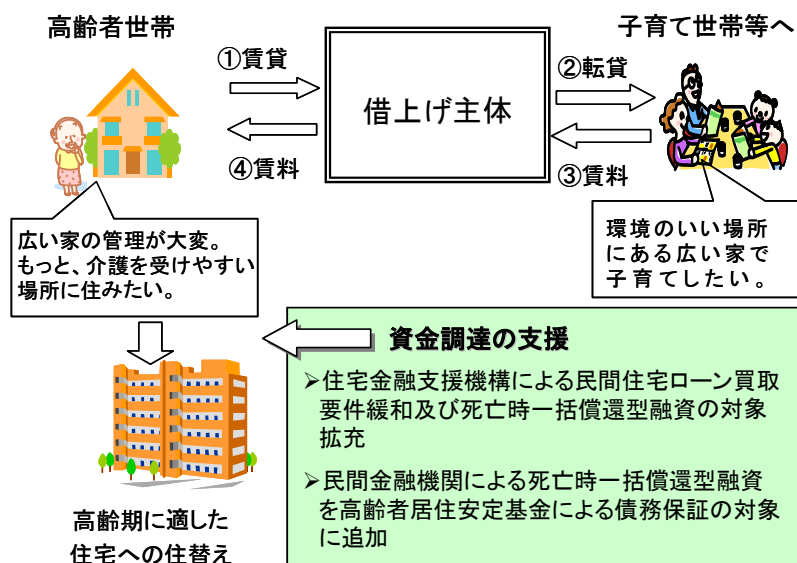 高齢者世帯
子育て世帯等へ
①賃貸
②転貸
借上げ主体
④賃料
③賃料
広い家の管理が大変。
もっと、介護を受けやすい
場所に住みたい。
環境のいい場所
にある広い家で
子育てしたい。
資金調達の支援
➢住宅金融支援機構による民間住宅ローン買取
要件緩和及び死亡時一括償還型融資の対象
拡充
➢民間金融機関による死亡時一括償還型融資
を高齢者居住安定基金による債務保証の対象
に追加
高齢期に適した
住宅への住替え